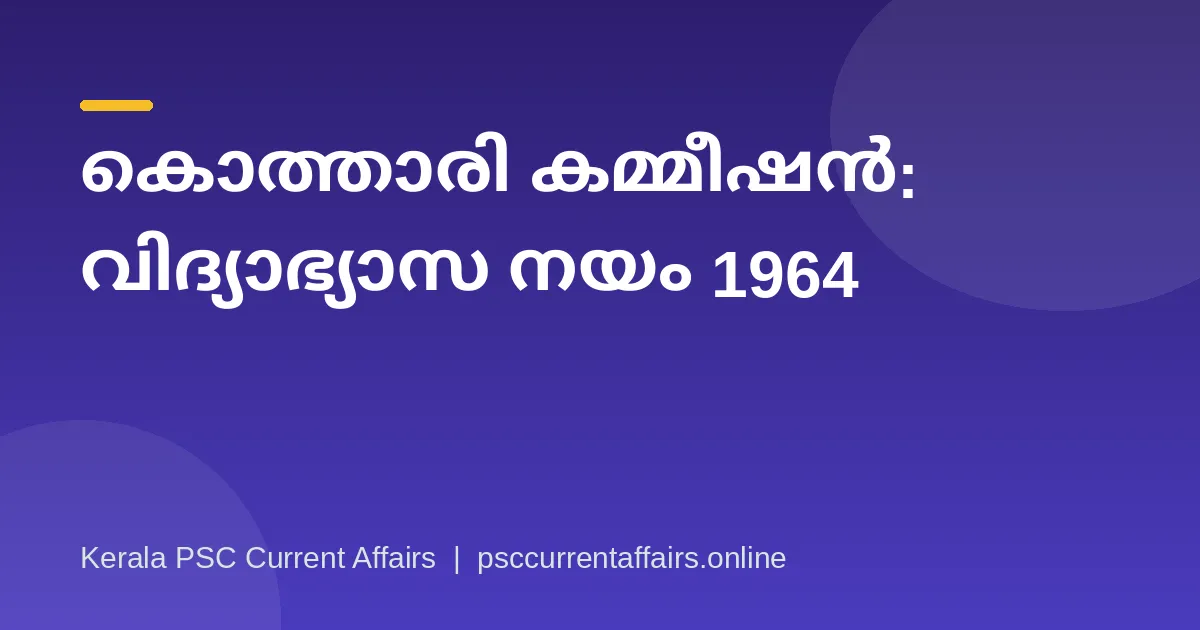 കൊത്താരി കമ്മീഷൻ:
വിദ്യാഭ്യാസ നയം 1964
Kerala PSC Current Affairs | psccurrentaffairs.online